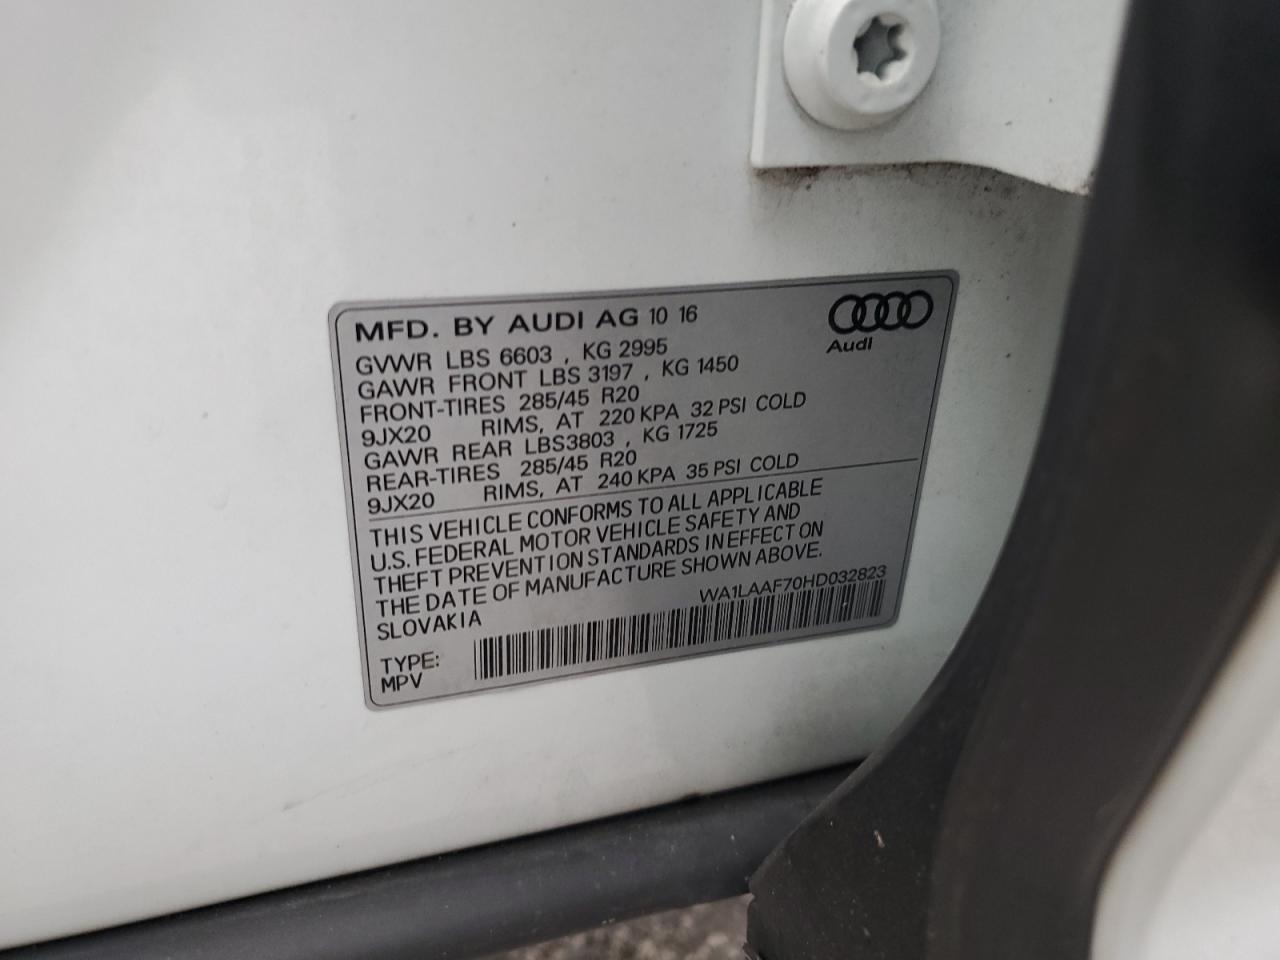 MFD. BY AUDI AG 10 16
Audi
GVWR LBS 6603 , KG 2995
GAWR FRONT LBS 3197 , KG 1450
FRONT-TIRES 285/45 R20
9JX20 RIMS, AT 220 KPA 32 PSI COLD
GAWR REAR LBS3803 , KG 1725
REAR-TIRES 285/45 R20
9JX20 RIMS, AT 240 KPA 35 PSI COLD
THIS VEHICLE CONFORMS TO ALL APPLICABLE
U.S. FEDERAL MOTOR VEHICLE SAFETY AND
THEFT PREVENTION STANDARDS IN EFFECT ON
THE DATE OF MANUFACTURE SHOWN ABOVE.
SLOVAKIA
WA1LAAF70HD032823
TYPE:
MPV